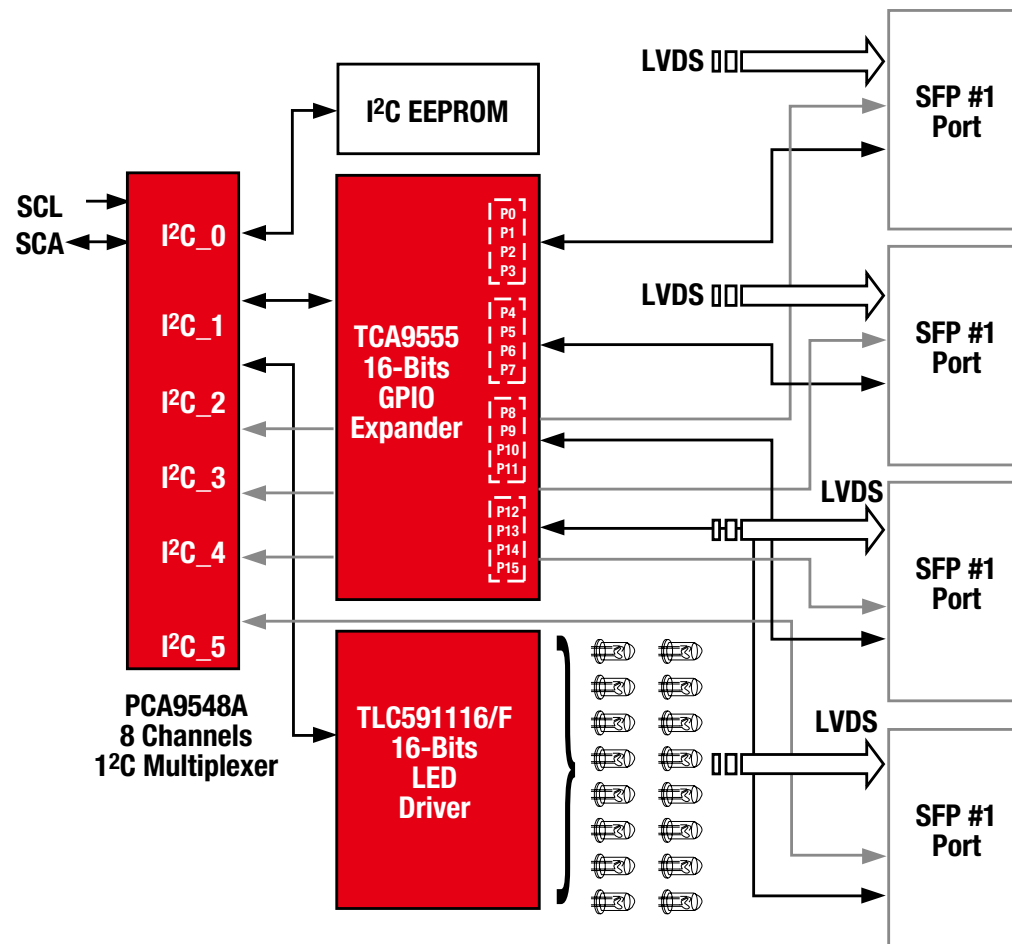 LVDS
SFP #1
Port
I²C EEPROM
SCL
SCA
I²C_0
I²C_1
I²C_2
I²C_3
I²C_4
I²C_5
PCA9548A
8 Channels
1²C Multiplexer
TCA9555
16-Bits
GPIO
Expander
P0
P1
P2
P3
P4
P5
P6
P7
P8
P9
P10
P11
P12
P13
P14
P15
LVDS
SFP #1
Port
LVDS
SFP #1
Port
TLC591116/F
16-Bits
LED
Driver
LVDS
SFP #1
Port